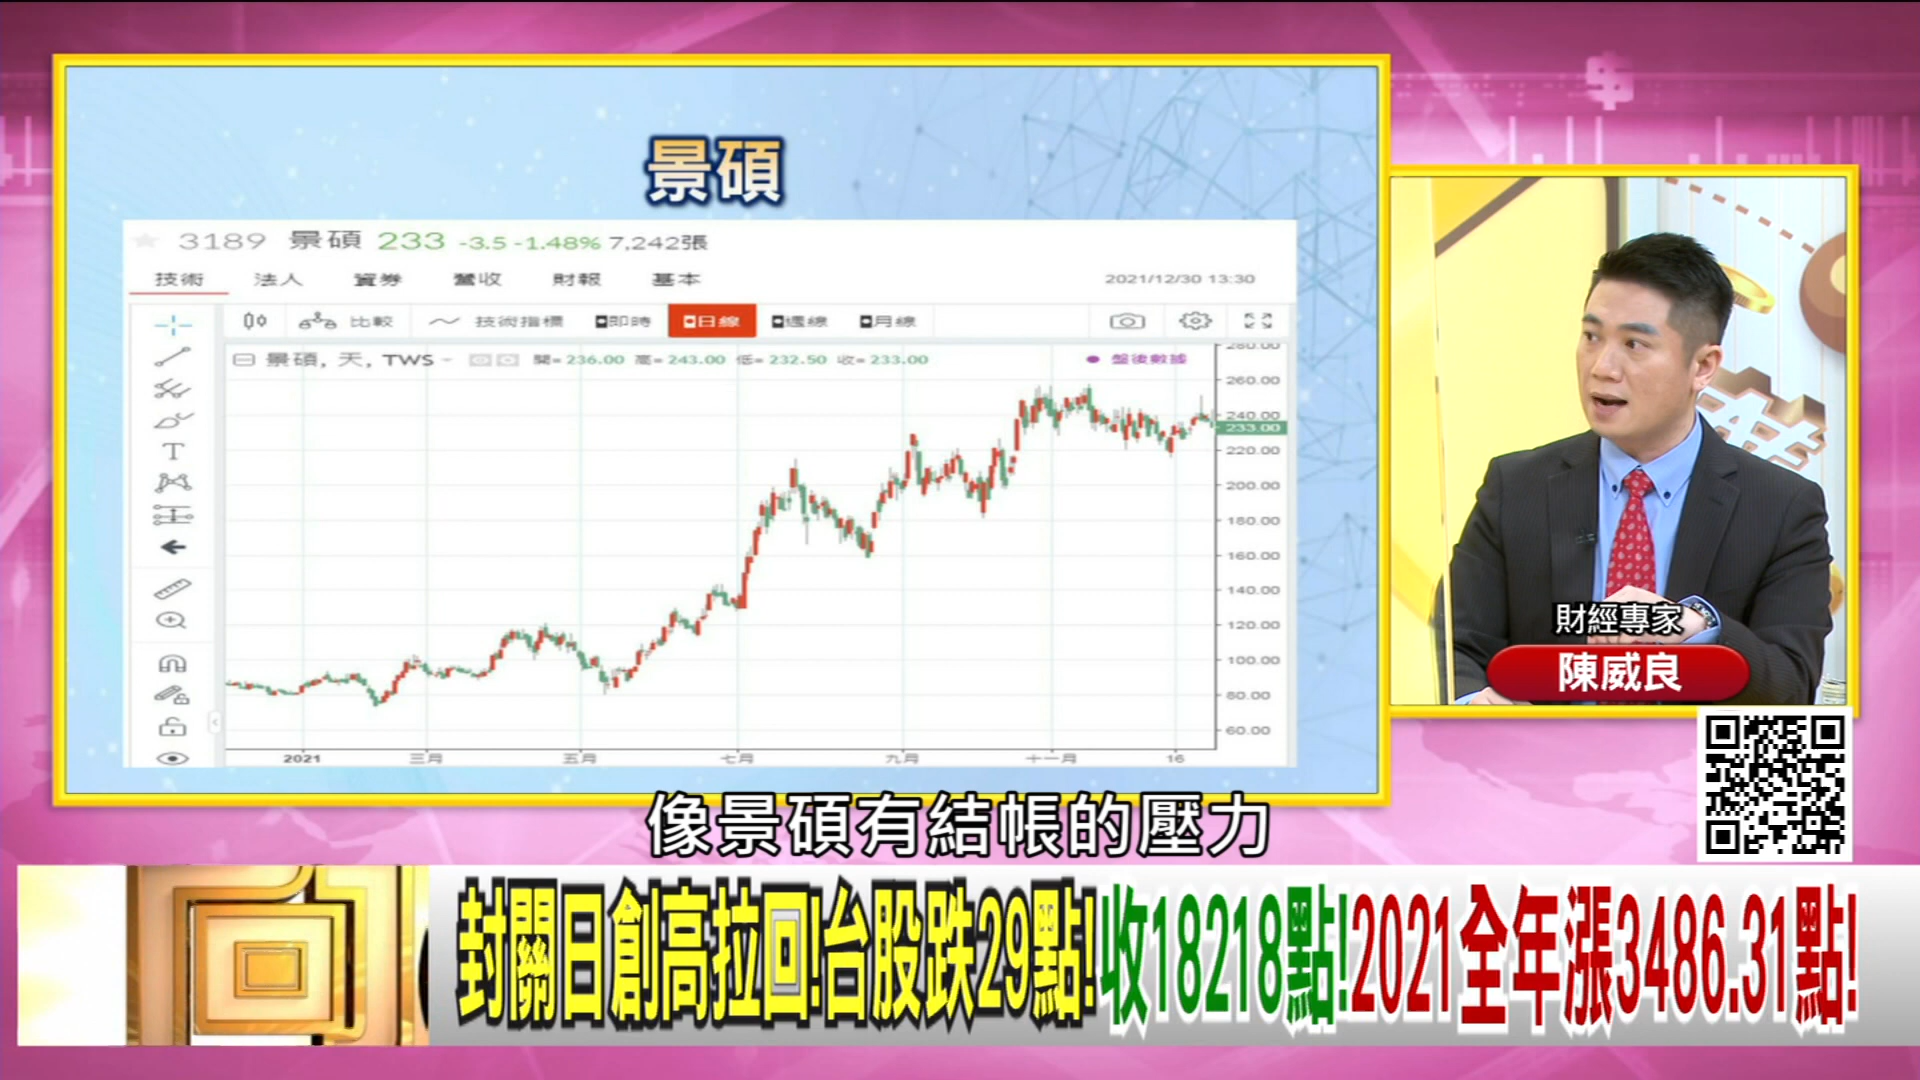 景碩
3189 景碩 233 -3.5 -1.48% 7,242張
技術 法人 資券 營收 財報 基本
2021/12/30 13:30
比較 技術指標 即時 日線 週線 月線
景碩, 天, TWS 開= 236.00 高= 243.00 低= 232.50 收= 233.00
盤後數據
280.00
260.00
240.00
233.00
220.00
200.00
180.00
160.00
140.00
120.00
100.00
80.00
60.00
2021 三月 五月 七月 九月 十一月 16
財經專家
陳威良
像景碩有結帳的壓力
封關日創高拉回!台股跌29點!收18218點!2021全年漲3486.31點!